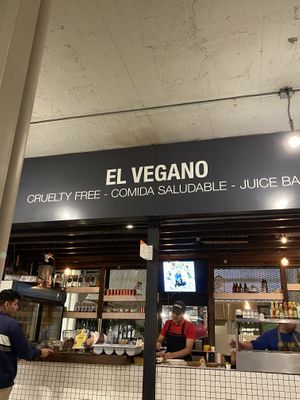 EL VEGANO
CRUELTY FREE - COMIDA SALUDABLE - JUICE BA